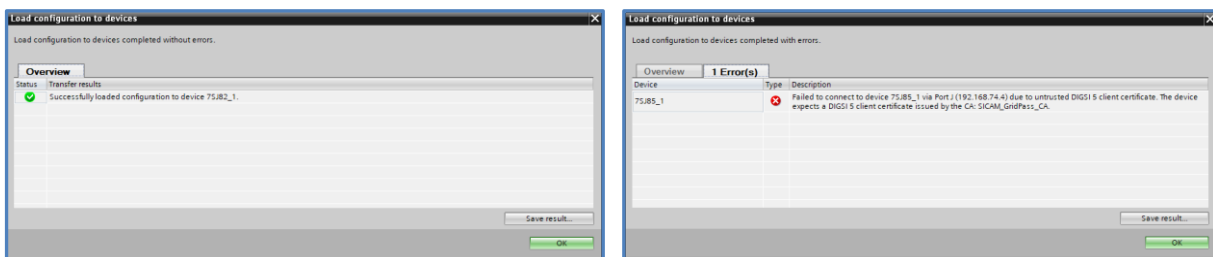 Load configuration to devices
Load configuration to devices completed without errors.
Overview
Status Transfer results
Successfully loaded configuration to device 7SJ82_1.
Save result...
OK
Load configuration to devices
Load configuration to devices completed with errors.
Overview 1 Error(s)
Device Type Description
7SJ85_1 Failed to connect to device 7SJ85_1 via Port J (192.168.74.4) due to untrusted DIGSI 5 client certificate. The device
expects a DIGSI 5 client certificate issued by the CA: SICAM_GridPass_CA.
Save result...
OK